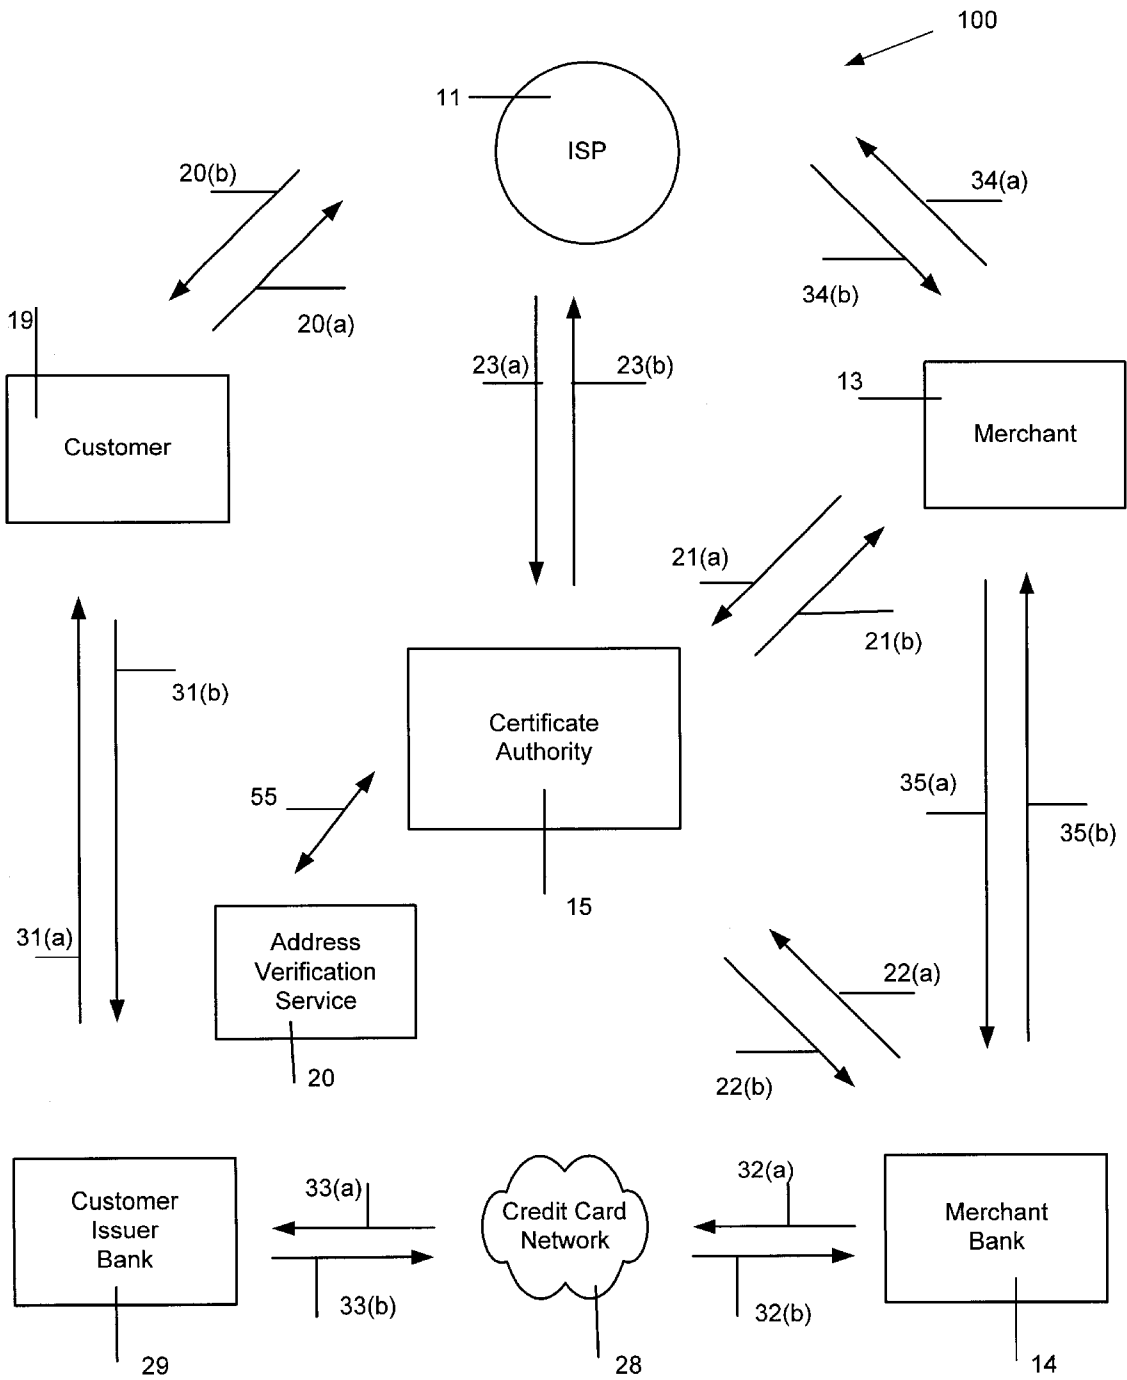 100
11
ISP
20(b)
34(a)
34(b)
19
20(a)
23(a)
23(b)
13
Customer
Merchant
21(a)
21(b)
31(b)
Certificate
Authority
55
35(a)
35(b)
15
31(a)
Address
Verification
Service
22(a)
20
22(b)
33(a)
32(a)
Customer
Issuer
Bank
Credit Card
Network
Merchant
Bank
33(b)
32(b)
29
28
14